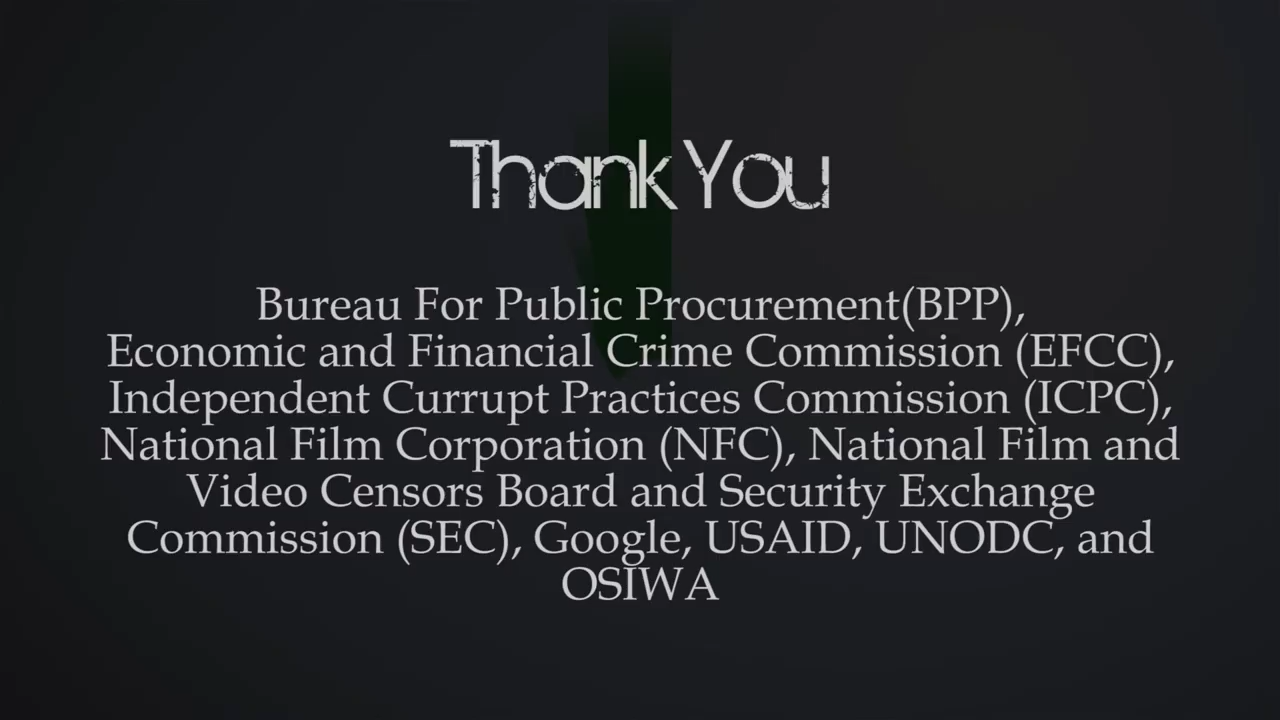 Thank You
Bureau For Public Procurement(BPP),
Economic and Financial Crime Commission (EFCC),
Independent Currupt Practices Commission (ICPC),
National Film Corporation (NFC), National Film and
Video Censors Board and Security Exchange
Commission (SEC), Google, USAID, UNODC, and
OSIWA